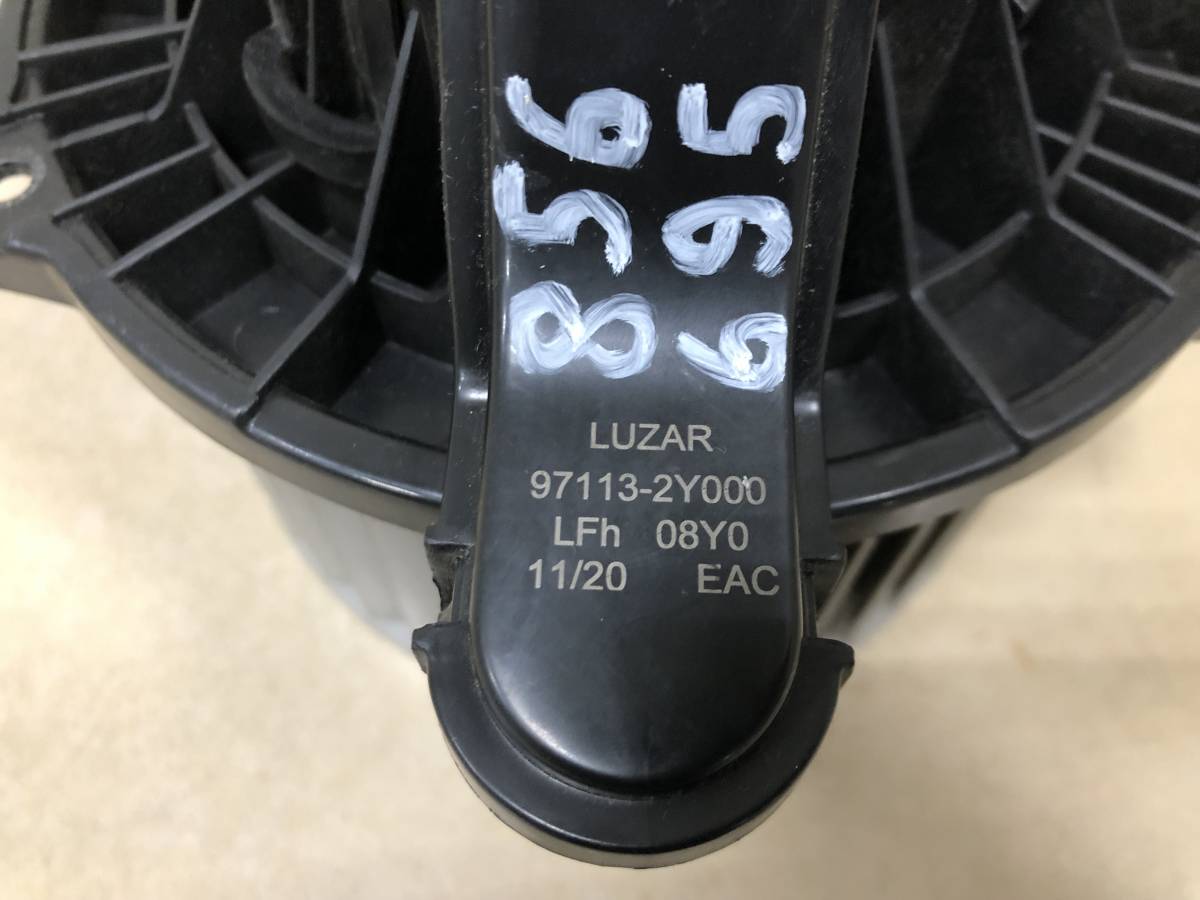 856
695
LUZAR
97113-2Y000
LFh 08Y0
11/20 EAC